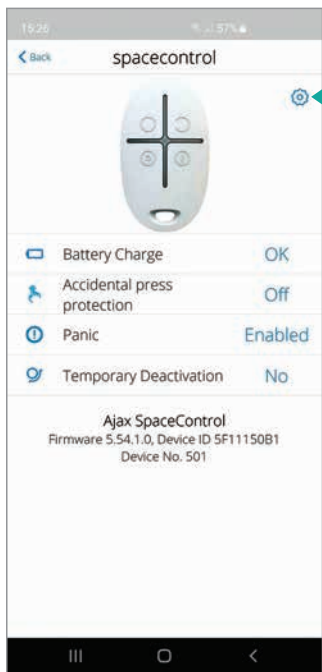 15:26
57%
Back
spacecontrol
Battery Charge OK
Accidental press
protection
Off
Panic Enabled
Temporary Deactivation No
Ajax SpaceControl
Firmware 5.54.1.0, Device ID 5F11150B1
Device No. 501